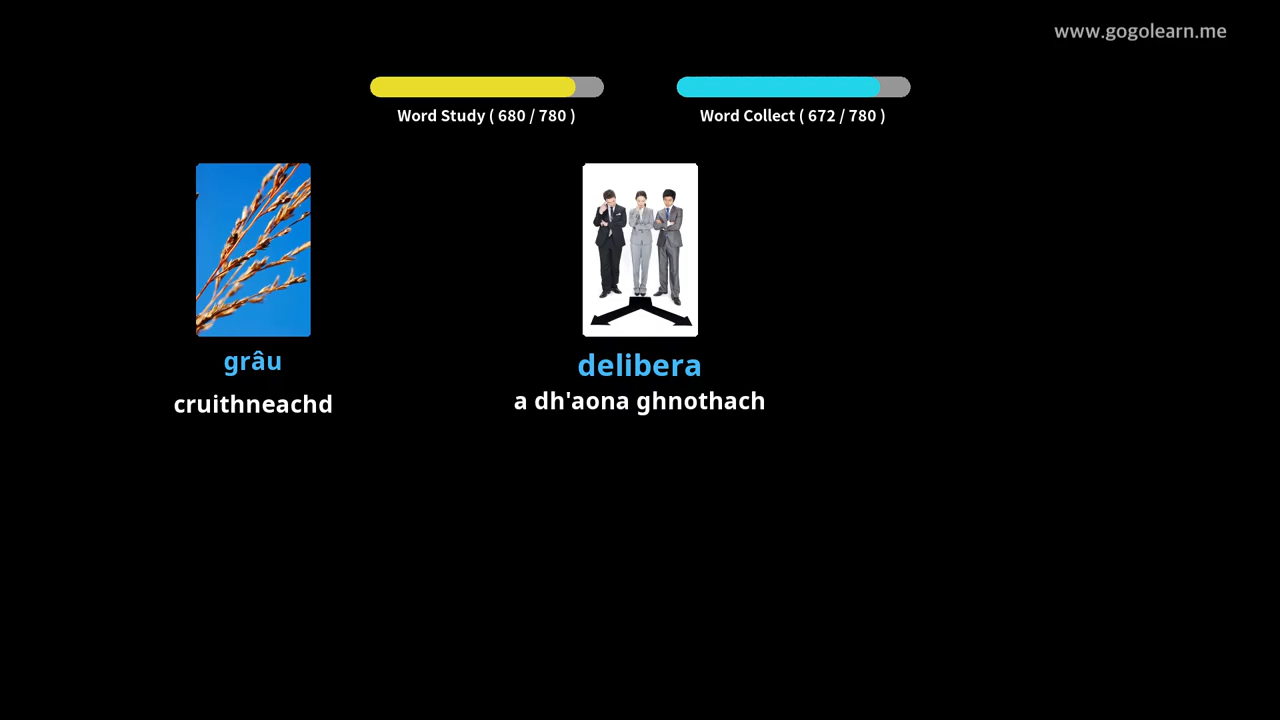 www.gogolearn.me
Word Study ( 680 / 780 )
Word Collect ( 672 / 780 )
grâu
cruithneachd
delibera
a dh'aona ghnothach